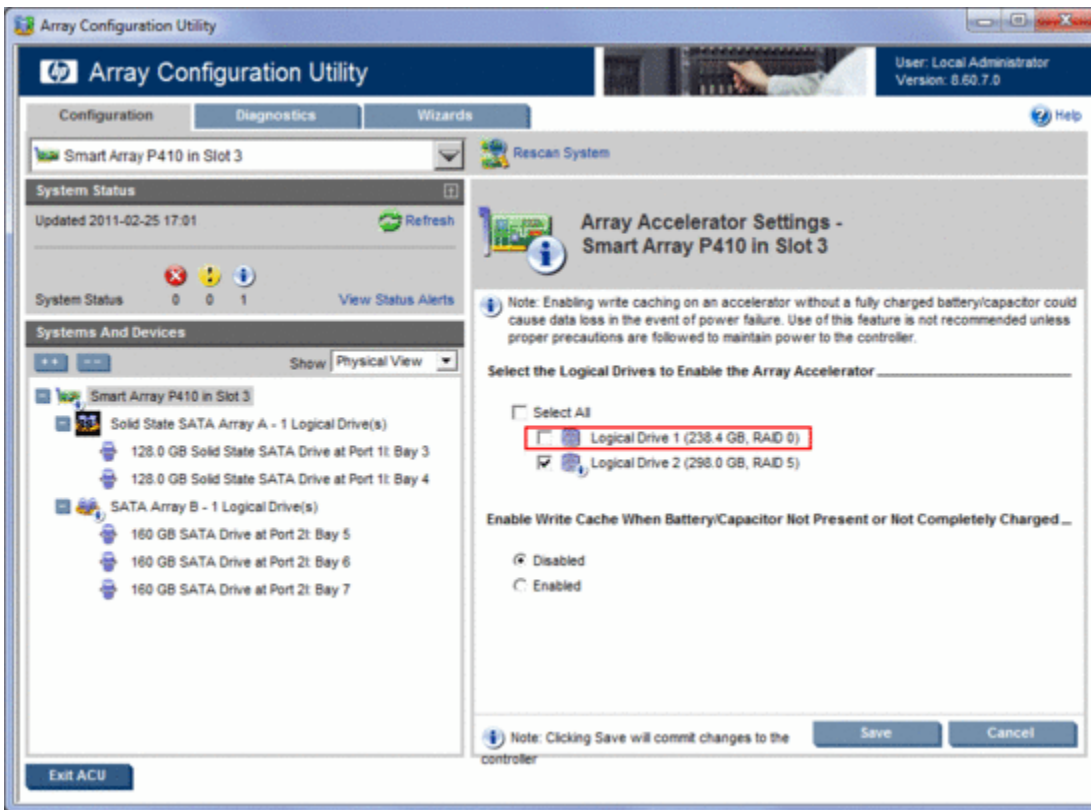 Array Configuration Utility
hp Array Configuration Utility
User: Local Administrator
Version: 8.60.7.0
Configuration Diagnostics Wizards
Help
Smart Array P410 in Slot 3
Rescan System
System Status
Updated 2011-02-25 17:01
Refresh
System Status 0 0 1 View Status Alerts
Systems And Devices
Show Physical View
Smart Array P410 in Slot 3
Solid State SATA Array A - 1 Logical Drive(s)
128.0 GB Solid State SATA Drive at Port 1I: Bay 3
128.0 GB Solid State SATA Drive at Port 1I: Bay 4
SATA Array B - 1 Logical Drive(s)
160 GB SATA Drive at Port 2I: Bay 5
160 GB SATA Drive at Port 2I: Bay 6
160 GB SATA Drive at Port 2I: Bay 7
Array Accelerator Settings -
Smart Array P410 in Slot 3
Note: Enabling write caching on an accelerator without a fully charged battery/capacitor could
cause data loss in the event of power failure. Use of this feature is not recommended unless
proper precautions are followed to maintain power to the controller.
Select the Logical Drives to Enable the Array Accelerator
Select All
Logical Drive 1 (238.4 GB, RAID 0)
Logical Drive 2 (298.0 GB, RAID 5)
Enable Write Cache When Battery/Capacitor Not Present or Not Completely Charged
Disabled
Enabled
Note: Clicking Save will commit changes to the
controller
Save Cancel
Exit ACU